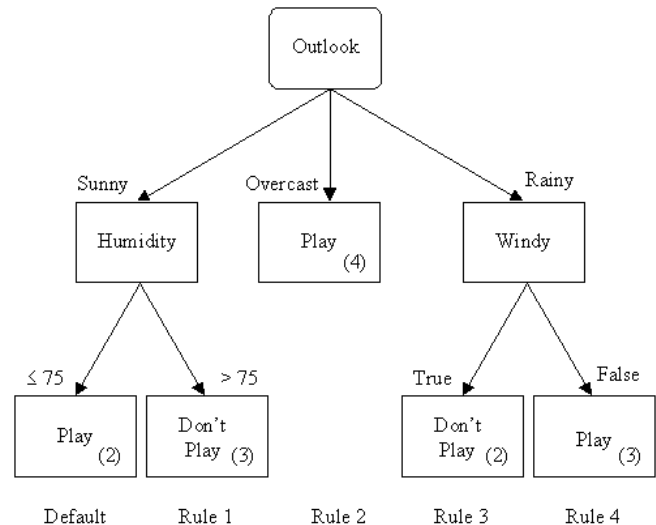 Outlook
Sunny
Overcast
Rainy
Humidity
Play
(4)
Windy
≤ 75
> 75
True
False
Play
(2)
Don't
Play (3)
Don't
Play (2)
Play
(3)
Default
Rule 1
Rule 2
Rule 3
Rule 4